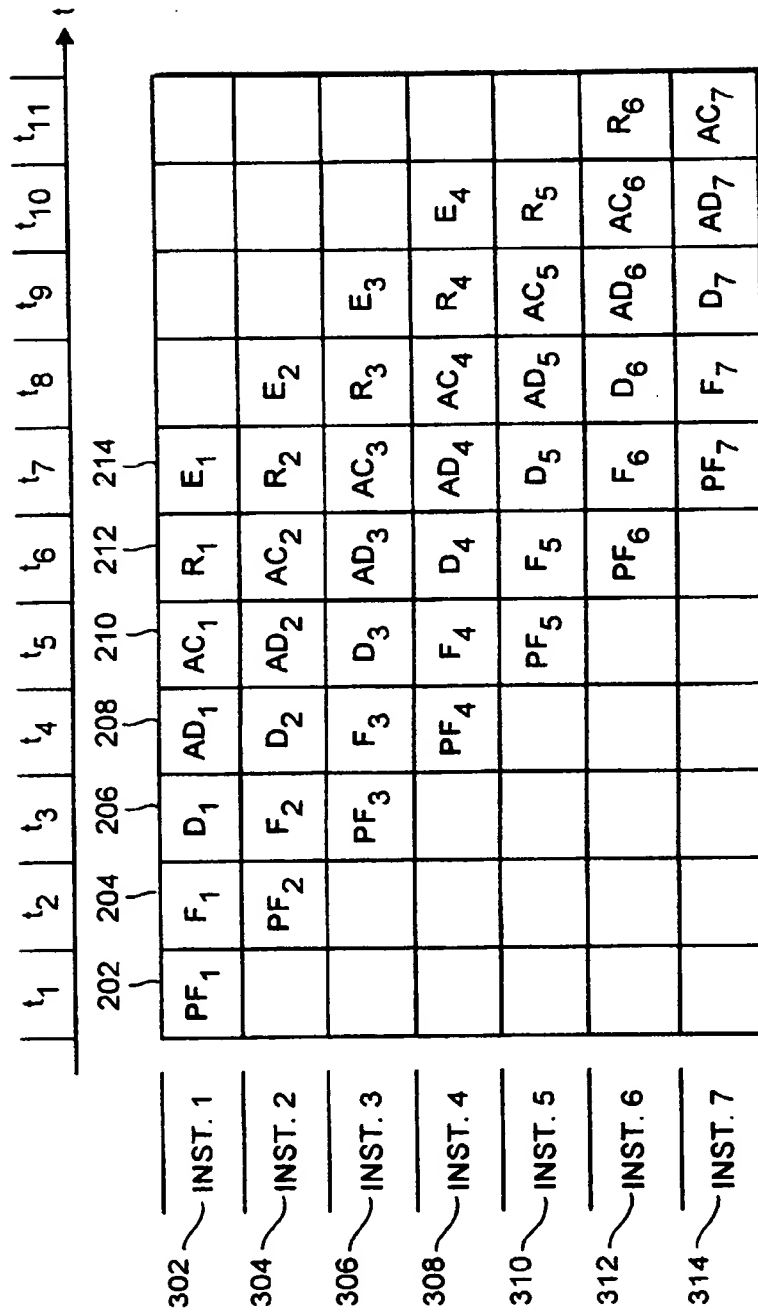 t
t1 t2 t3 t4 t5 t6 t7 t8 t9 t10 t11
202 204 206 208 210 212 214
302 INST. 1 PF1 F1 D1 AD1 AC1 R1 E1
304 INST. 2 PF2 F2 D2 AD2 AC2 R2 E2
306 INST. 3 PF3 F3 D3 AD3 AC3 R3 E3
308 INST. 4 PF4 F4 D4 AD4 AC4 R4 E4
310 INST. 5 PF5 F5 D5 AD5 AC5 R5
312 INST. 6 PF6 F6 D6 AD6 AC6 R6
314 INST. 7 PF7 F7 D7 AD7 AC7